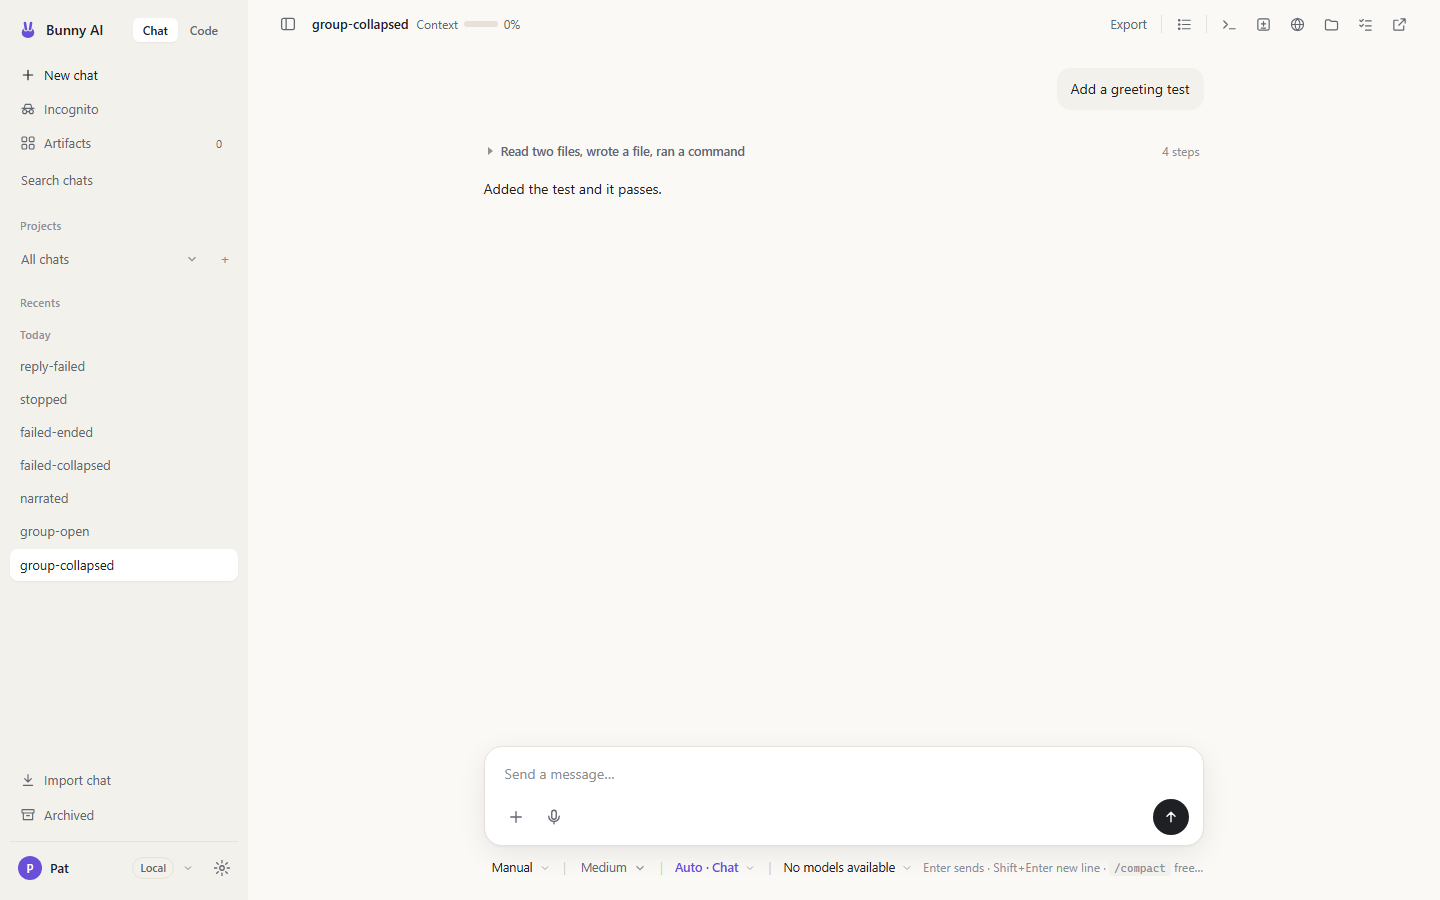 Bunny AI
Chat
Code
New chat
Incognito
Artifacts 0
Search chats
Projects
All chats +
Recents
Today
reply-failed
stopped
failed-ended
failed-collapsed
narrated
group-open
group-collapsed
Import chat
Archived
P Pat Local
group-collapsed Context 0%
Export
Add a greeting test
Read two files, wrote a file, ran a command 4 steps
Added the test and it passes.
Send a message...
Manual Medium Auto · Chat No models available Enter sends · Shift+Enter new line · /compact free...